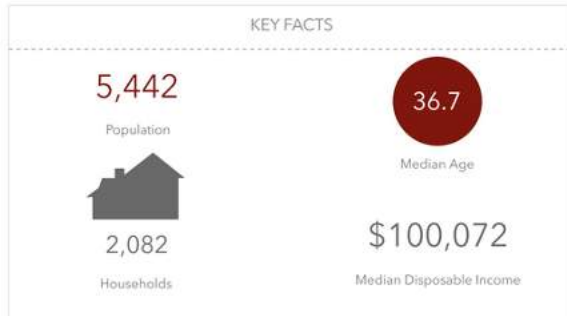 KEY FACTS
5,442
Population
36.7
Median Age
2,082
Households
$100,072
Median Disposable Income